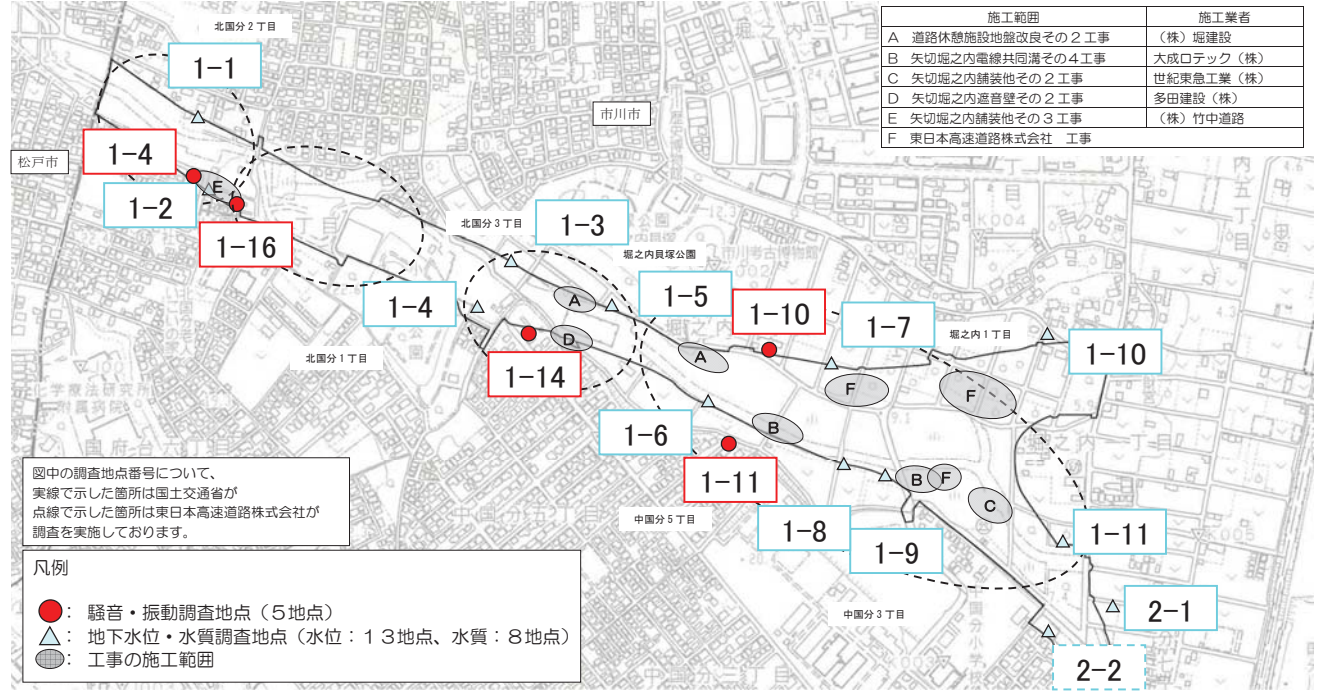 北国分2丁目
施工範囲 施工業者
A 道路休憩施設地盤改良その2工事 (株)堀建設
B 矢切堀之内電線共同溝その4工事 大成ロテック(株)
C 矢切堀之内舗装他その2工事 世紀東急工業(株)
D 矢切堀之内遮音壁その2工事 多田建設(株)
E 矢切堀之内舗装他その3工事 (株)竹中道路
F 東日本高速道路株式会社 工事
1-1
市川市
松戸市
1-4
E
1-2
1-16
北国分3丁目
1-3
堀之内貝塚公園
市川考古博物館
1-4
A
1-5
1-10
1-7
堀之内1丁目
1-10
北国分1丁目
D
1-14
A
F
F
1-6
B
1-11
B
F
C
中国分5丁目
1-8
1-9
1-11
中国分3丁目
2-1
2-2
K004
K005
図中の調査地点番号について、
実線で示した箇所は国土交通省が
点線で示した箇所は東日本高速道路株式会社が
調査を実施しております。
凡例
: 騒音・振動調査地点(5地点)
: 地下水位・水質調査地点(水位:13地点、水質:8地点)
: 工事の施工範囲